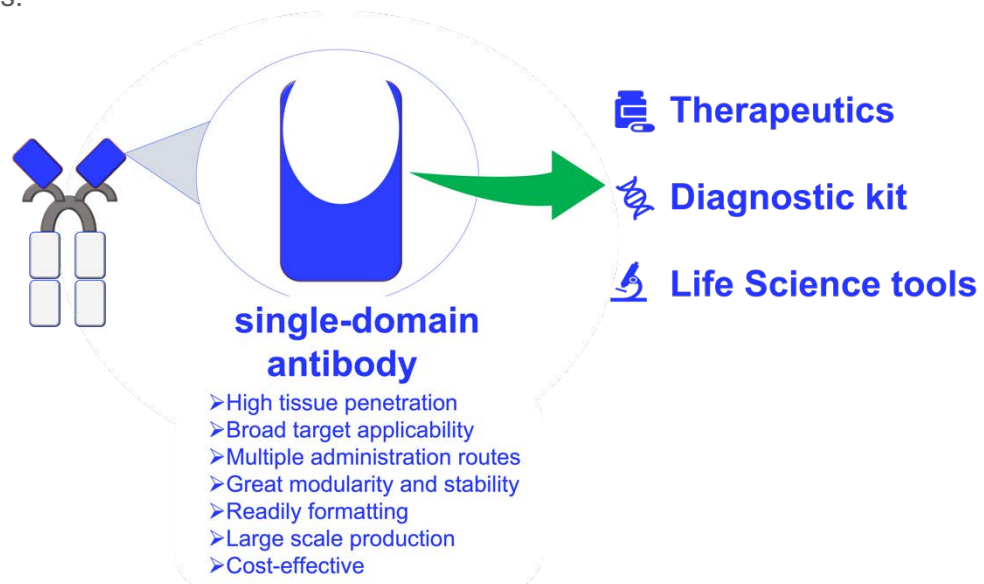 s.
Therapeutics
Diagnostic kit
Life Science tools
single-domain
antibody
➢High tissue penetration
➢Broad target applicability
➢Multiple administration routes
➢Great modularity and stability
➢Readily formatting
➢Large scale production
➢Cost-effective